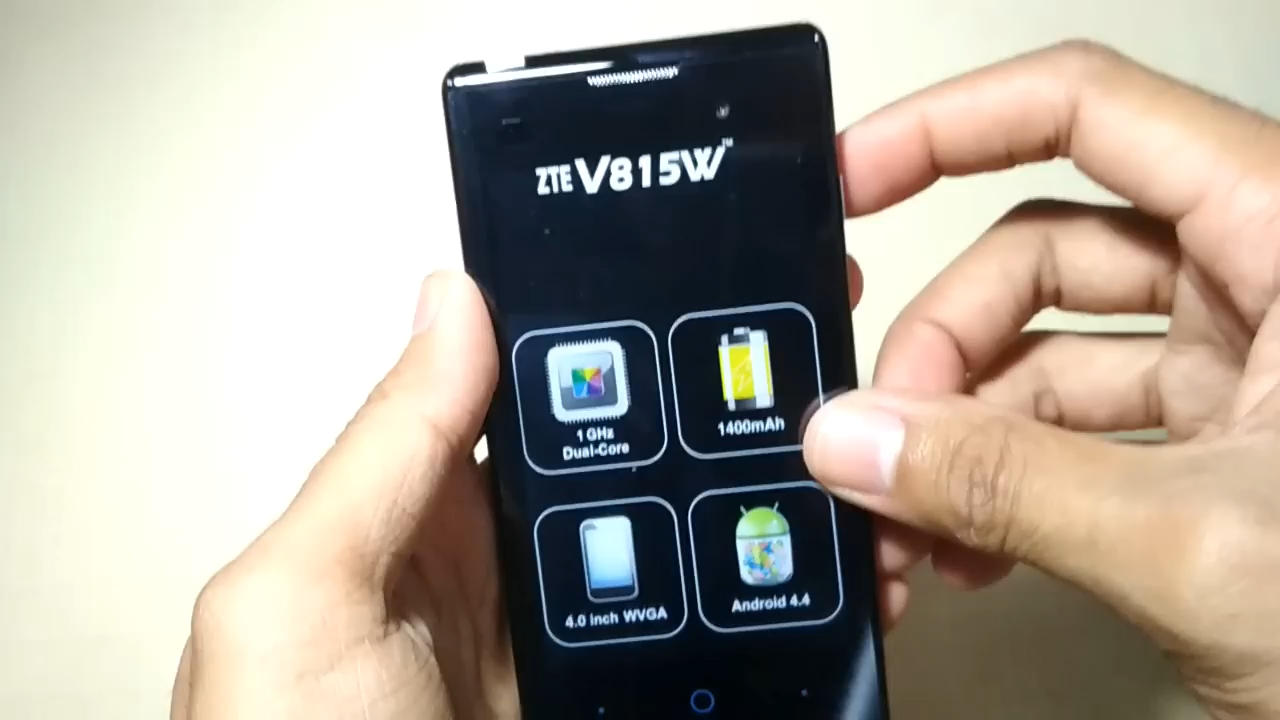 ZTE V815W™
1 GHz
Dual-Core
1400mAh
4.0 inch WVGA
Android 4.4